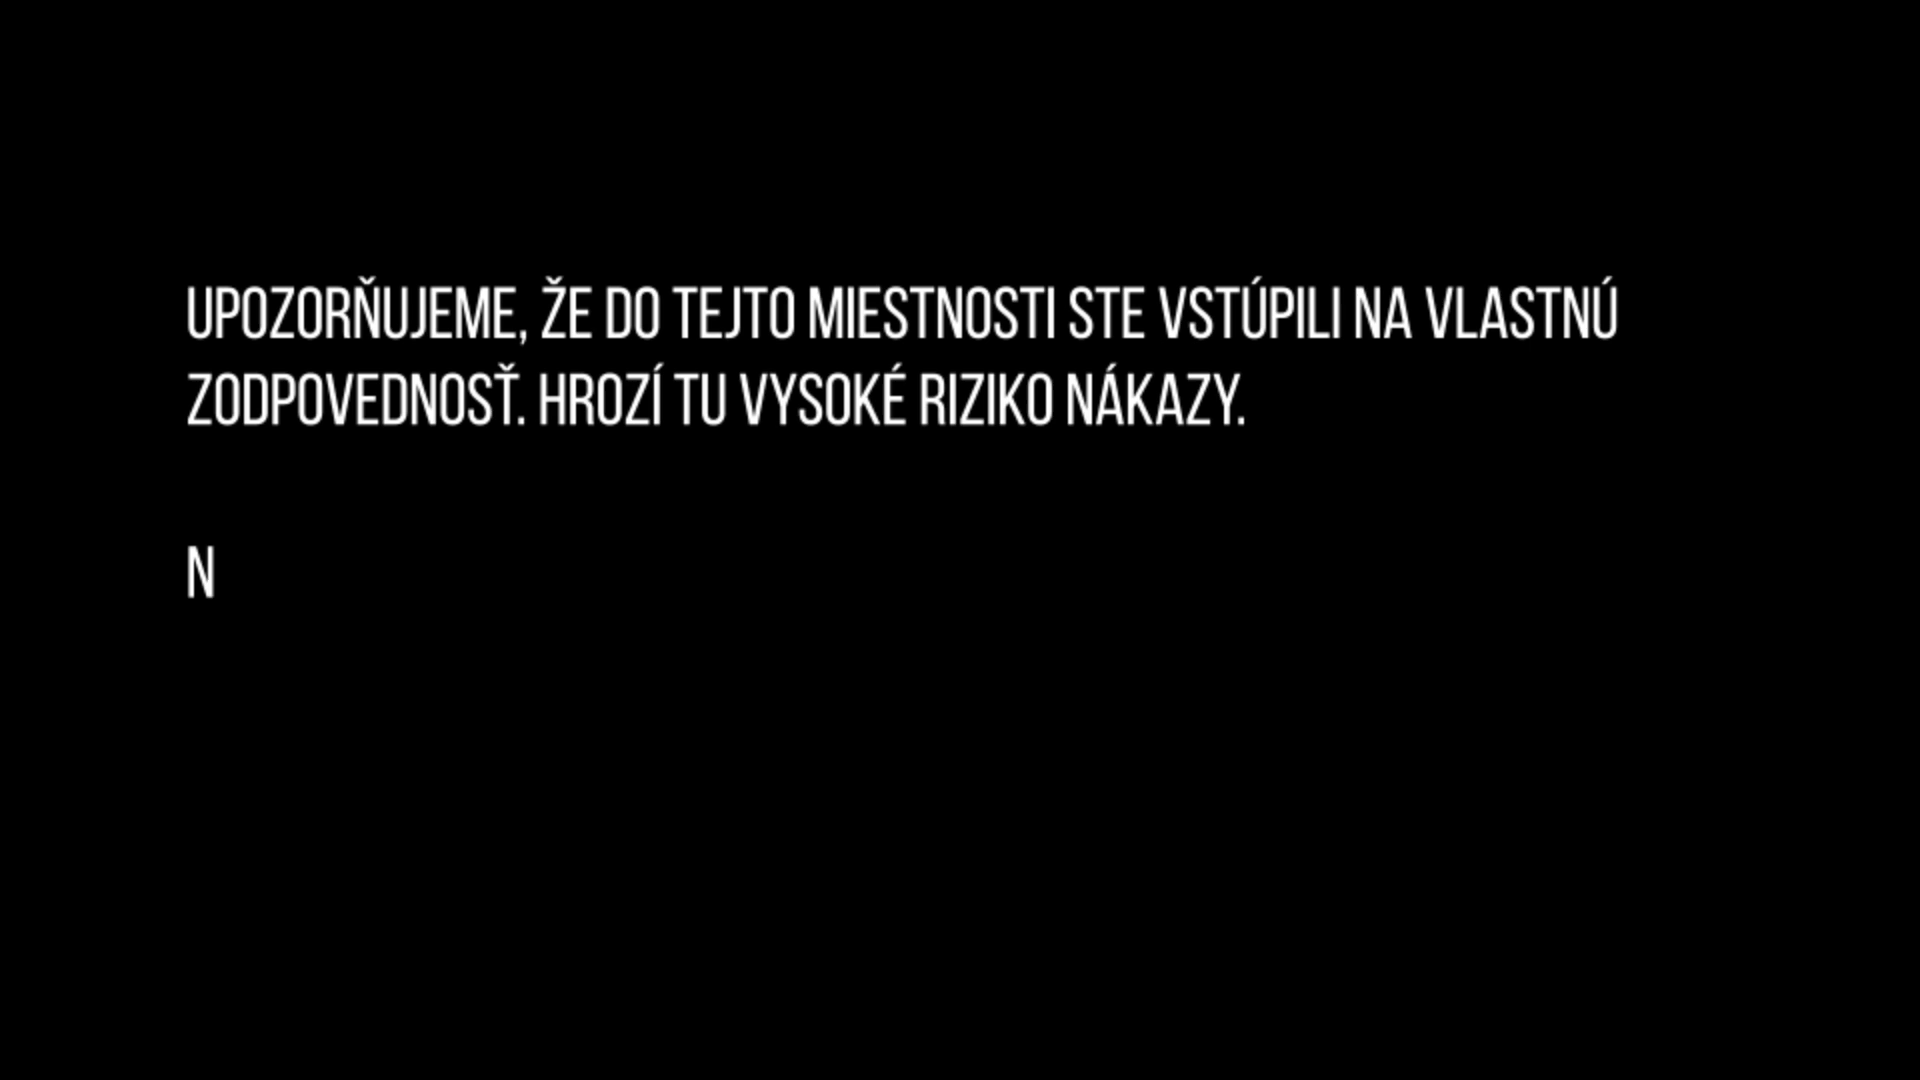 UPOZORŇUJEME, ŽE DO TEJTO MIESTNOSTI STE VSTÚPILI NA VLASTNÚ
ZODPOVEDNOSŤ. HROZÍ TU VYSOKÉ RIZIKO NÁKAZY.
N